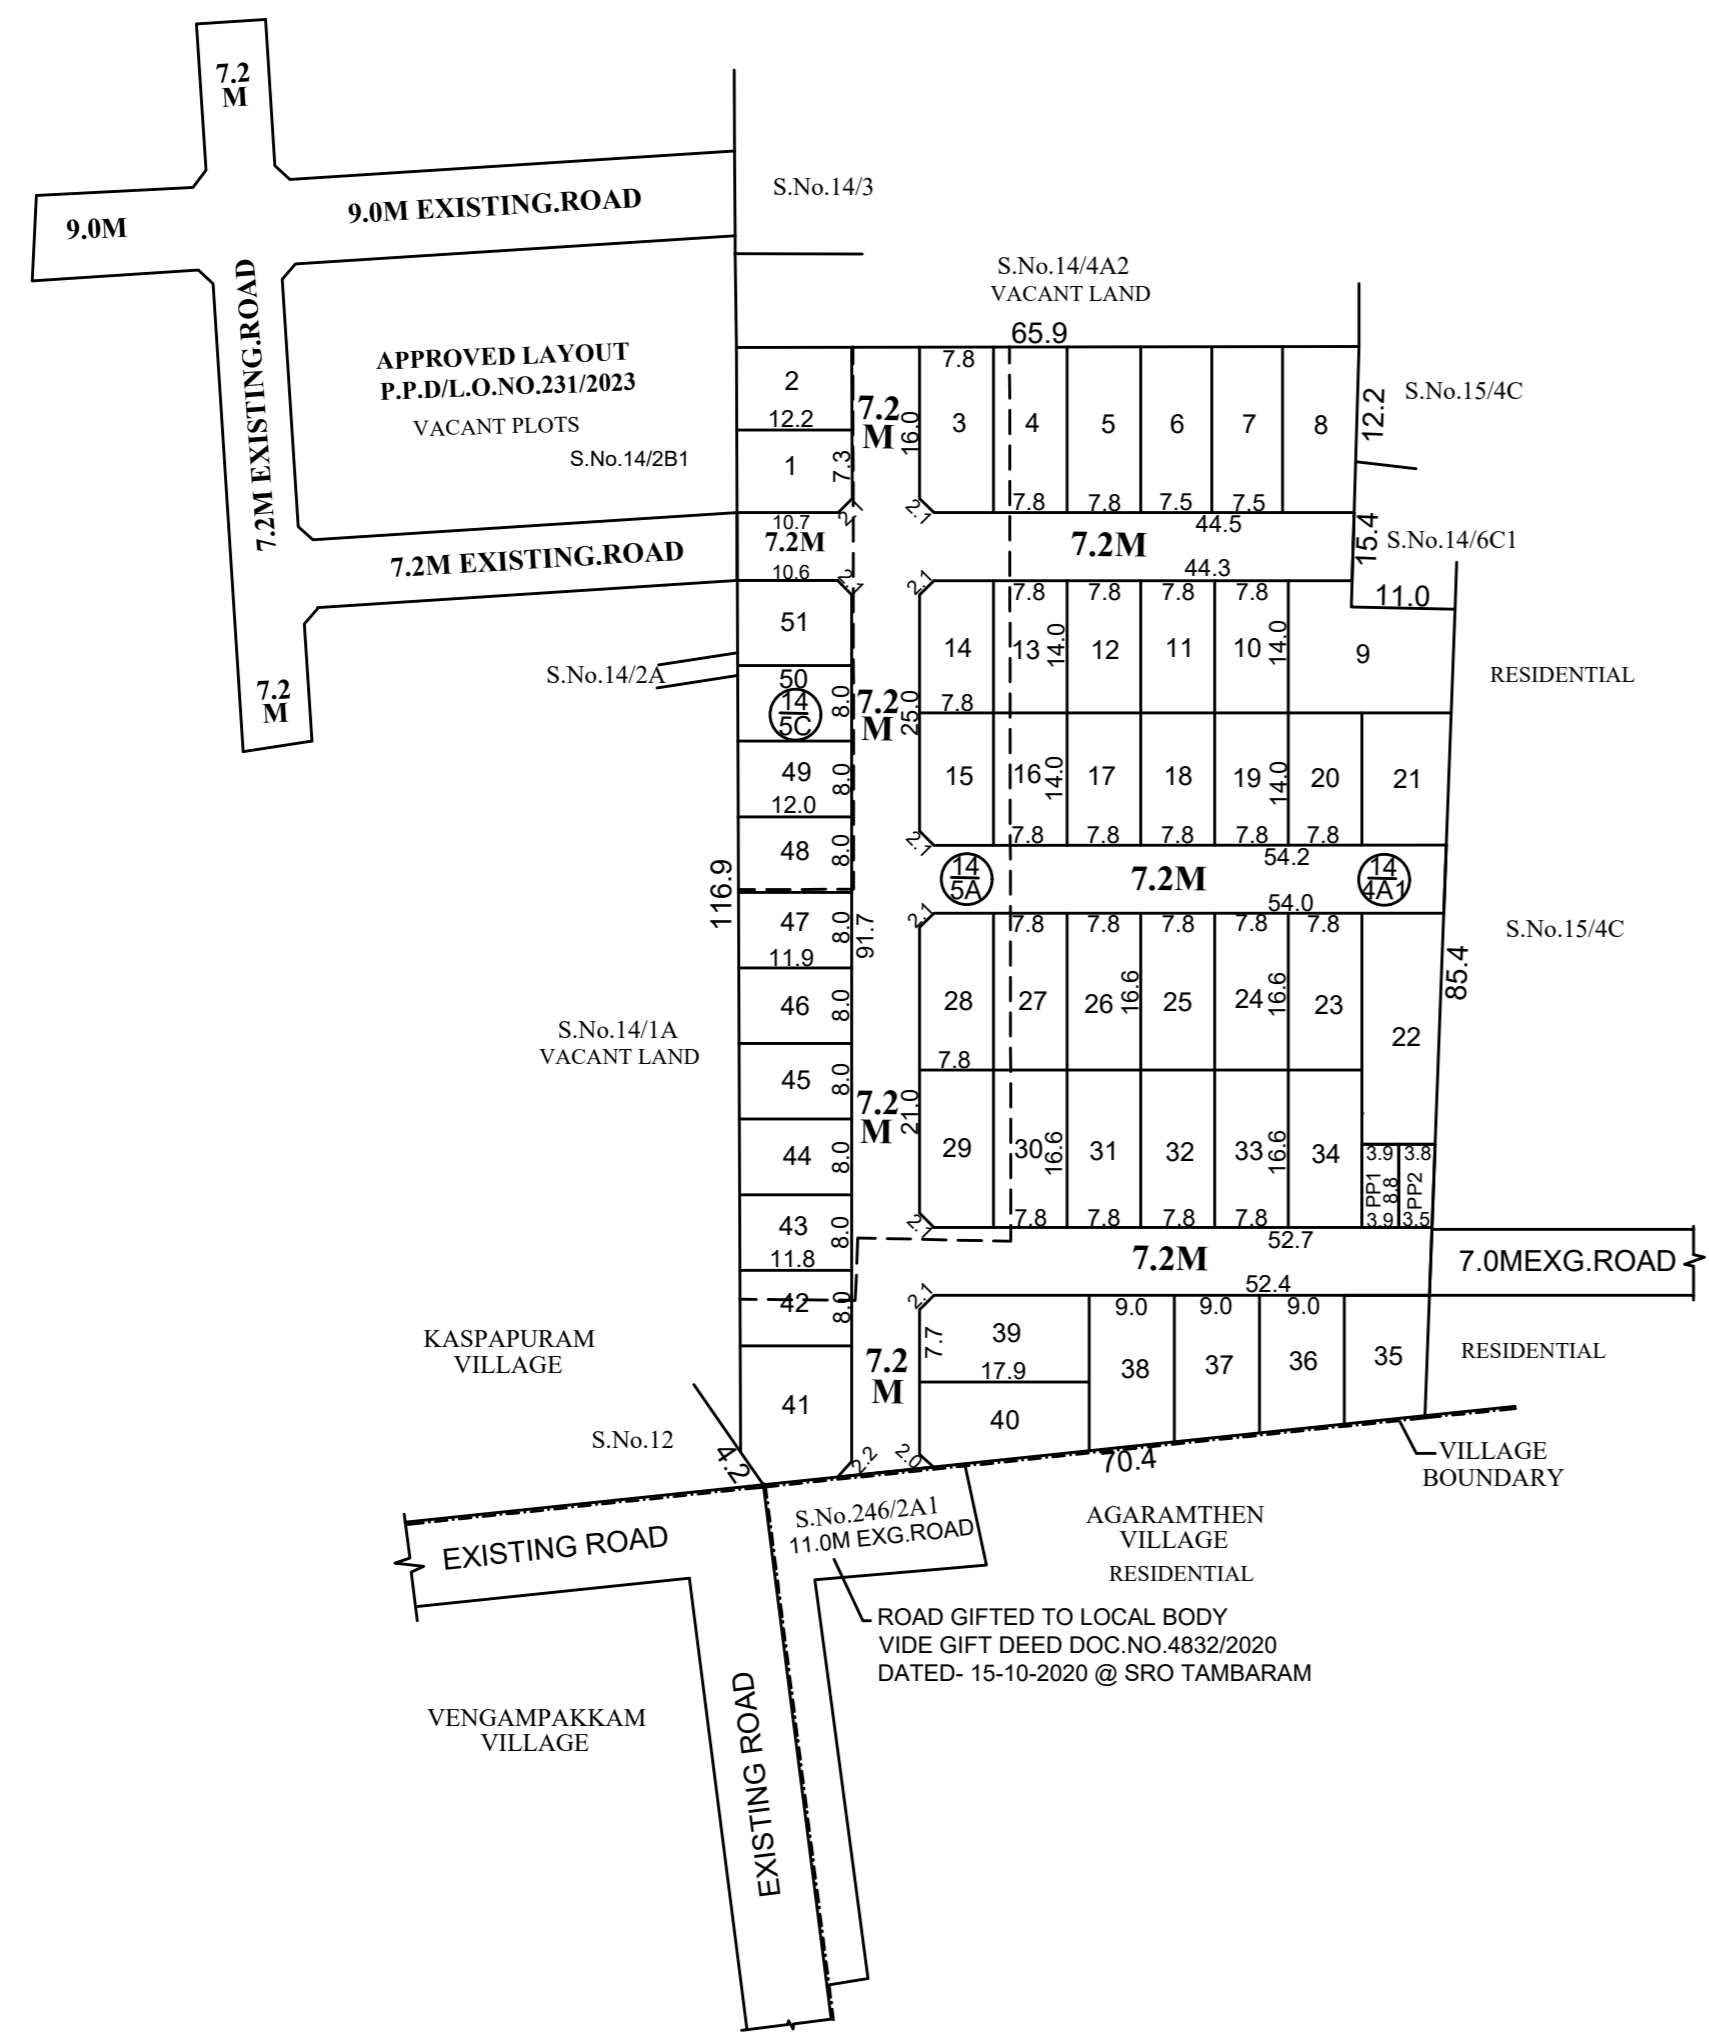 7.2
M
9.0M
9.0M EXISTING.ROAD
S.No.14/3
7.2M EXISTING.ROAD
APPROVED LAYOUT
P.P.D/L.O.NO.231/2023
VACANT PLOTS
S.No.14/2B1
7.2M EXISTING.ROAD
7.2
M
S.No.14/4A2
VACANT LAND
65.9
2
12.2
1
7.3
7.2
M
16.0
7.8
3
4
5
6
7
8
12.2
S.No.15/4C
7.8
7.8
7.5
7.5
2.1
2.1
10.7
7.2M
10.6
44.5
7.2M
44.3
15.4
S.No.14/6C1
11.0
2.1
2.1
7.8
7.8
7.8
7.8
51
14
13
14.0
12
11
10
14.0
9
RESIDENTIAL
S.No.14/2A
50
14
5C
8.0
7.2
M
25.0
7.8
49
8.0
12.0
15
16
14.0
17
18
19
14.0
20
21
48
8.0
7.8
7.8
7.8
7.8
7.8
2.1
54.2
14
5A
7.2M
14
4A1
54.0
116.9
2.1
47
8.0
11.9
91.7
7.8
7.8
7.8
7.8
7.8
S.No.15/4C
85.4
46
8.0
28
27
26
16.6
25
24
16.6
23
22
7.8
S.No.14/1A
VACANT LAND
45
8.0
7.2
M
21.0
44
8.0
29
30
16.6
31
32
33
16.6
34
3.9
3.8
PP1
8.8
PP2
3.9
3.5
43
8.0
11.8
7.8
7.8
7.8
7.8
2.1
52.7
7.2M
52.4
7.0MEXG.ROAD
42
8.0
2.1
9.0
9.0
9.0
7.7
39
17.9
38
37
36
35
RESIDENTIAL
KASPAPURAM
VILLAGE
7.2
M
41
40
S.No.12
4.2
2.2
2.0
70.4
VILLAGE
BOUNDARY
S.No.246/2A1
11.0M EXG.ROAD
EXISTING ROAD
AGARAMTHEN
VILLAGE
RESIDENTIAL
ROAD GIFTED TO LOCAL BODY
VIDE GIFT DEED DOC.NO.4832/2020
DATED- 15-10-2020 @ SRO TAMBARAM
VENGAMPAKKAM
VILLAGE
EXISTING ROAD